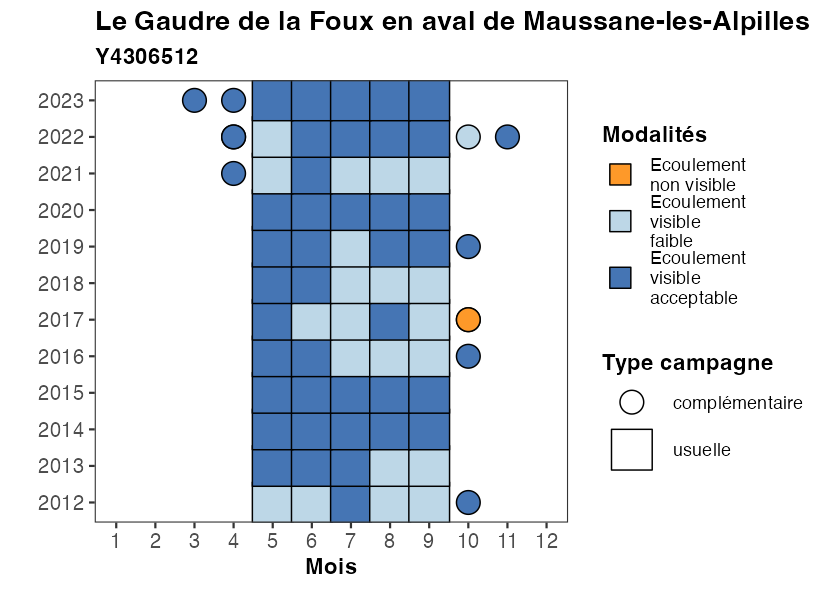 Le Gaudre de la Foux en aval de Maussane-les-Alpilles
Y4306512
2023
2022
2021
2020
2019
2018
2017
2016
2015
2014
2013
2012
1 2 3 4 5 6 7 8 9 10 11 12
Mois
Modalités
Ecoulement
non visible
Ecoulement
visible
faible
Ecoulement
visible
acceptable
Type campagne
complémentaire
usuelle